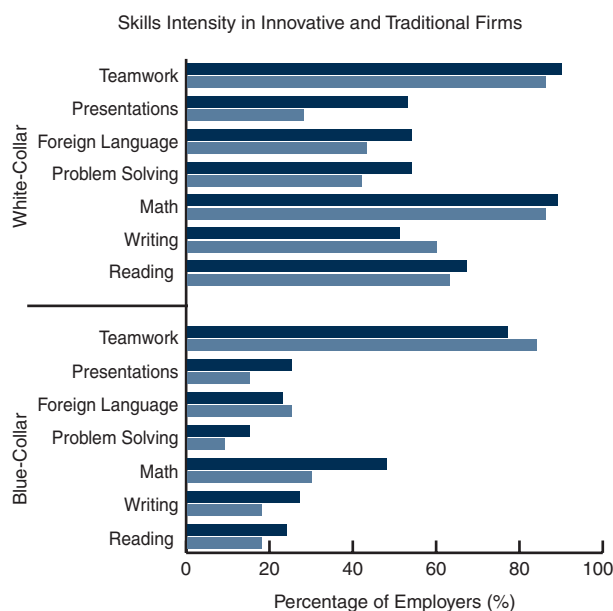 Skills Intensity in Innovative and Traditional Firms
White-Collar
Teamwork
Presentations
Foreign Language
Problem Solving
Math
Writing
Reading
Blue-Collar
Teamwork
Presentations
Foreign Language
Problem Solving
Math
Writing
Reading
0 20 40 60 80 100
Percentage of Employers (%)